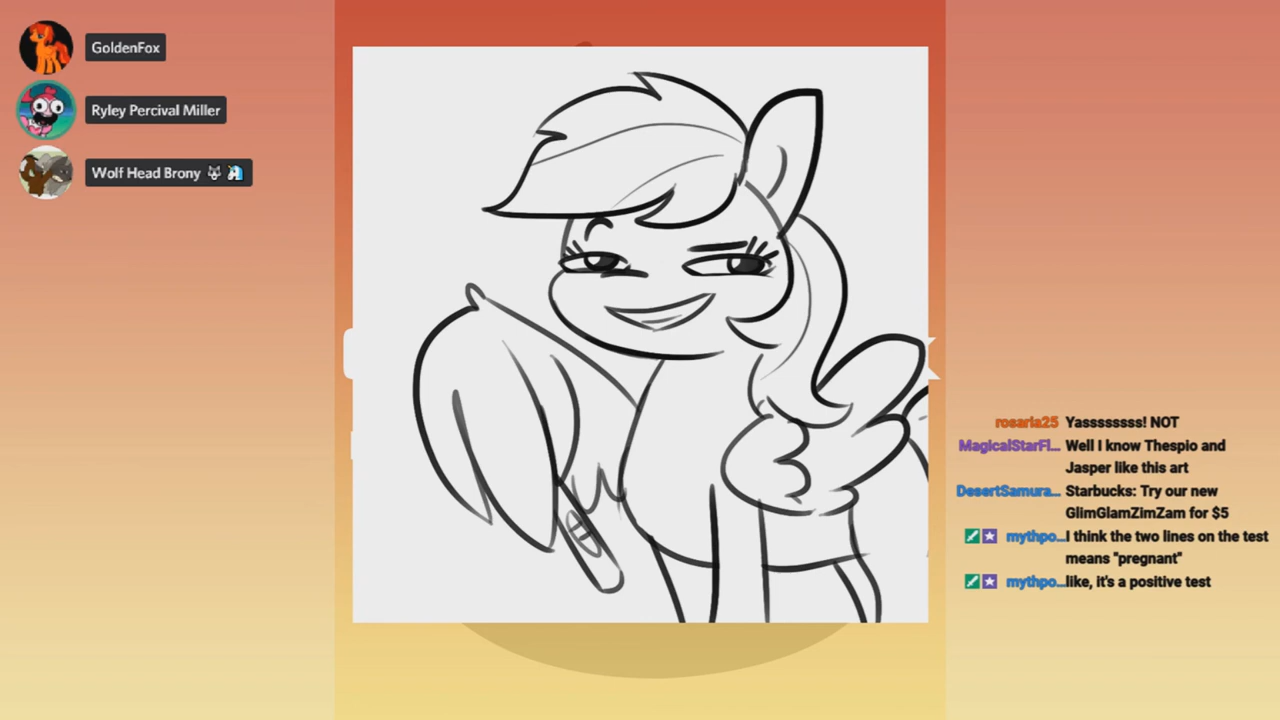 GoldenFox
Ryley Percival Miller
Wolf Head Brony
rosaria25 Yassssssss! NOT
MagicalStarFl... Well I know Thespio and
Jasper like this art
DesertSamura... Starbucks: Try our new
GlimGlamZimZam for $5
mythpo... I think the two lines on the test
means "pregnant"
mythpo... like, it's a positive test